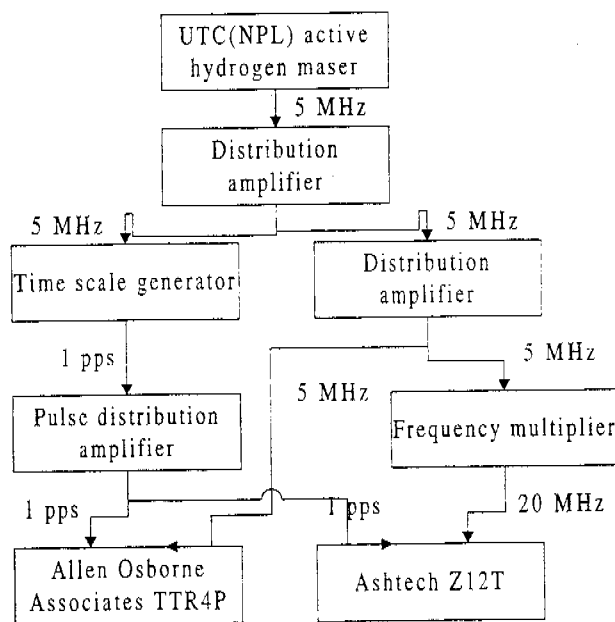 UTC(NPL) active
hydrogen maser
5 MHz
Distribution
amplifier
5 MHz
5 MHz
Time scale generator
Distribution
amplifier
1 pps
5 MHz
5 MHz
Pulse distribution
amplifier
Frequency multiplier
1 pps
1 pps
20 MHz
Allen Osborne
Associates TTR4P
Ashtech Z12T